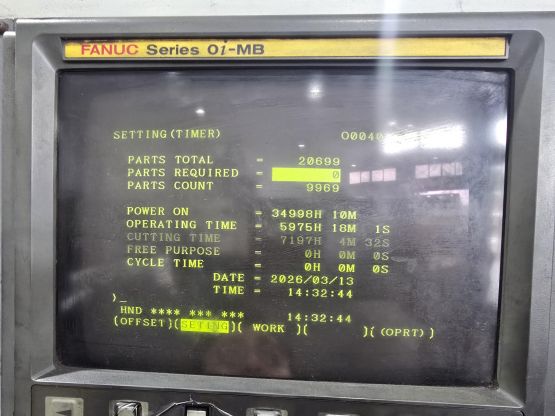 FANUC Series 0i-MB
SETTING(TIMER)
PARTS TOTAL = 20699
PARTS REQUIRED = 0
PARTS COUNT = 9969
POWER ON = 34998H 10M
OPERATING TIME = 5975H 18M 1S
CUTTING TIME = 7197H 4M 32S
FREE PURPOSE = 0H 0M 0S
CYCLE TIME = 0H 0M 0S
DATE = 2026/03/13
TIME = 14:32:44
)_
HND **** *** *** 14:32:44
(OFFSET)(SETING)( WORK )( )( (OPRT) )